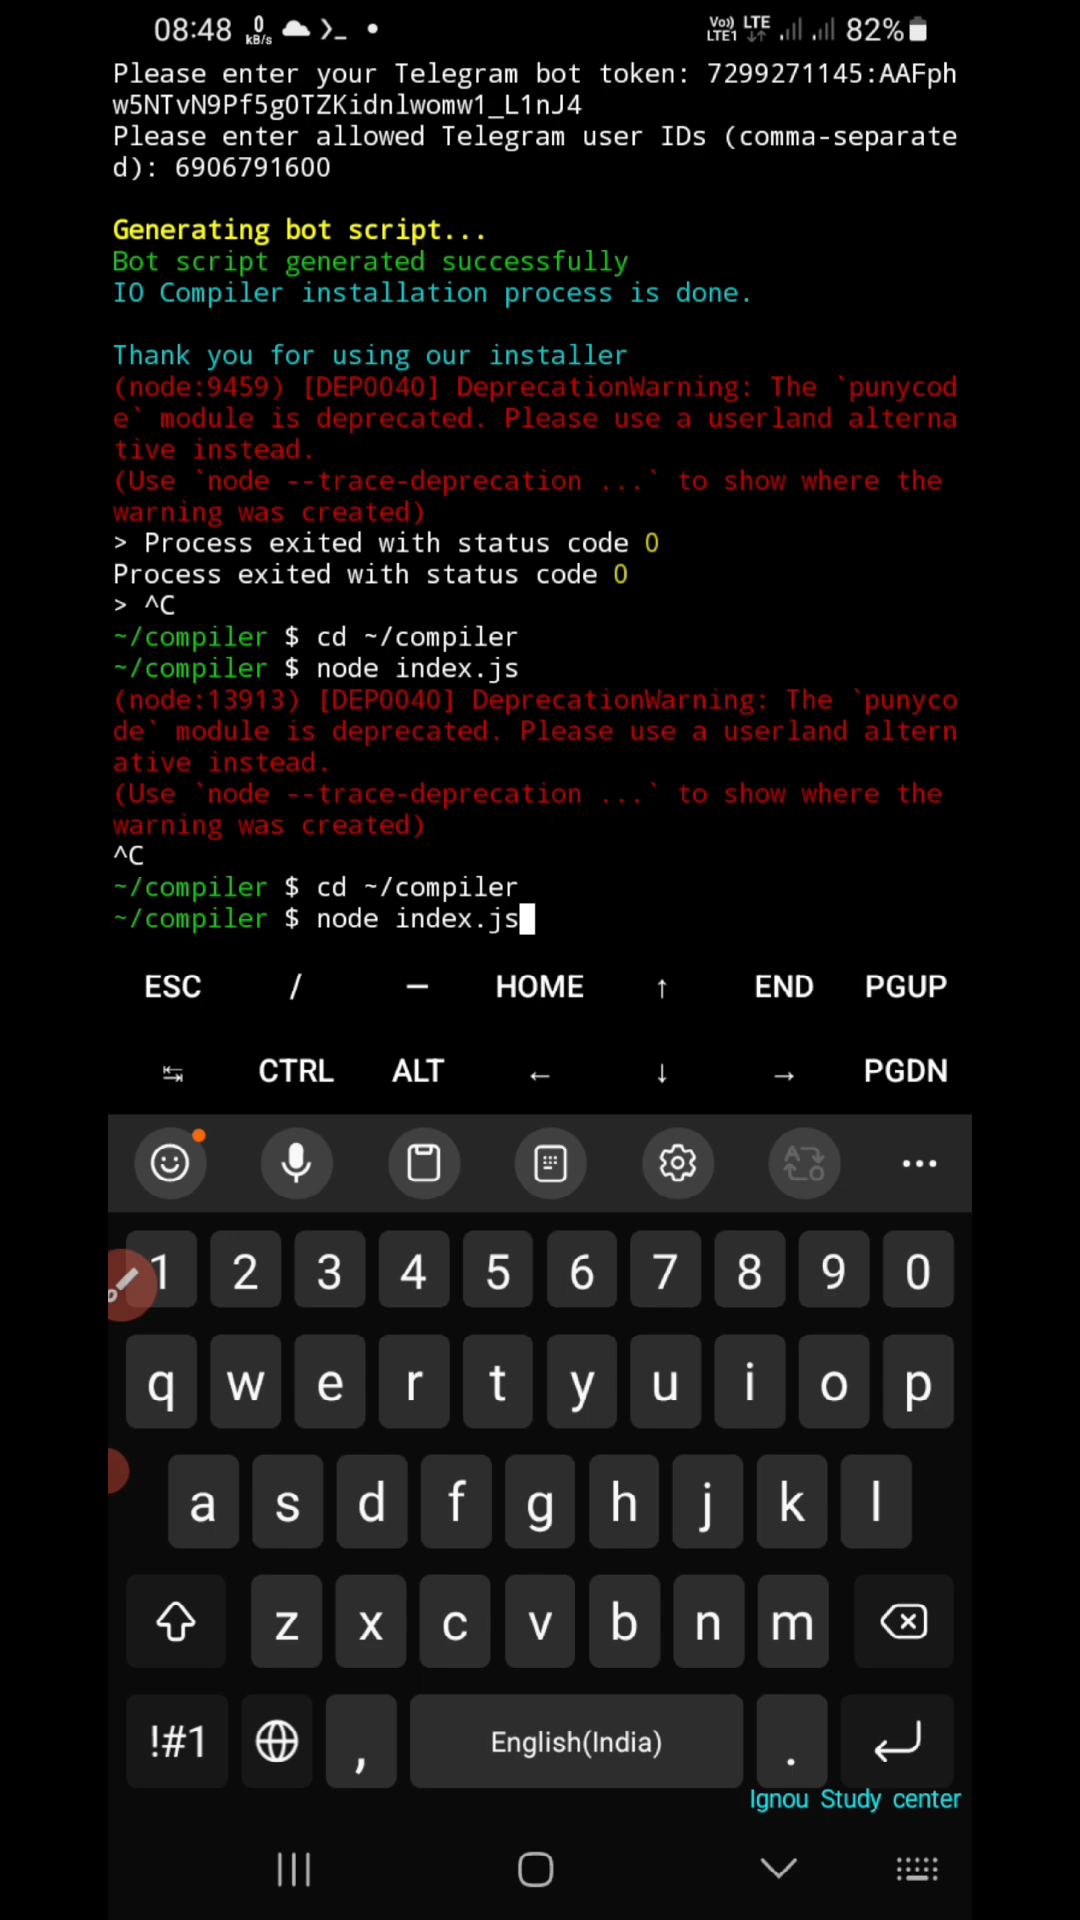 08:48 0 kB/s Vo) LTE1 LTE 82%
Please enter your Telegram bot token: 7299271145:AAFph
w5NTvN9Pf5g0TZKidnlwomw1_L1nJ4
Please enter allowed Telegram user IDs (comma-separate
d): 6906791600
Generating bot script...
Bot script generated successfully
IO Compiler installation process is done.
Thank you for using our installer
(node:9459) [DEP0040] DeprecationWarning: The `punycod
e` module is deprecated. Please use a userland alterna
tive instead.
(Use `node --trace-deprecation ...` to show where the
warning was created)
> Process exited with status code 0
Process exited with status code 0
> ^C
~/compiler $ cd ~/compiler
~/compiler $ node index.js
(node:13913) [DEP0040] DeprecationWarning: The `punyco
de` module is deprecated. Please use a userland altern
ative instead.
(Use `node --trace-deprecation ...` to show where the
warning was created)
^C
~/compiler $ cd ~/compiler
~/compiler $ node index.js
ESC / — HOME ↑ END PGUP
↹ CTRL ALT ← ↓ → PGDN
1 2 3 4 5 6 7 8 9 0
q w e r t y u i o p
a s d f g h j k l
z x c v b n m
!#1 , English(India) .
Ignou Study center